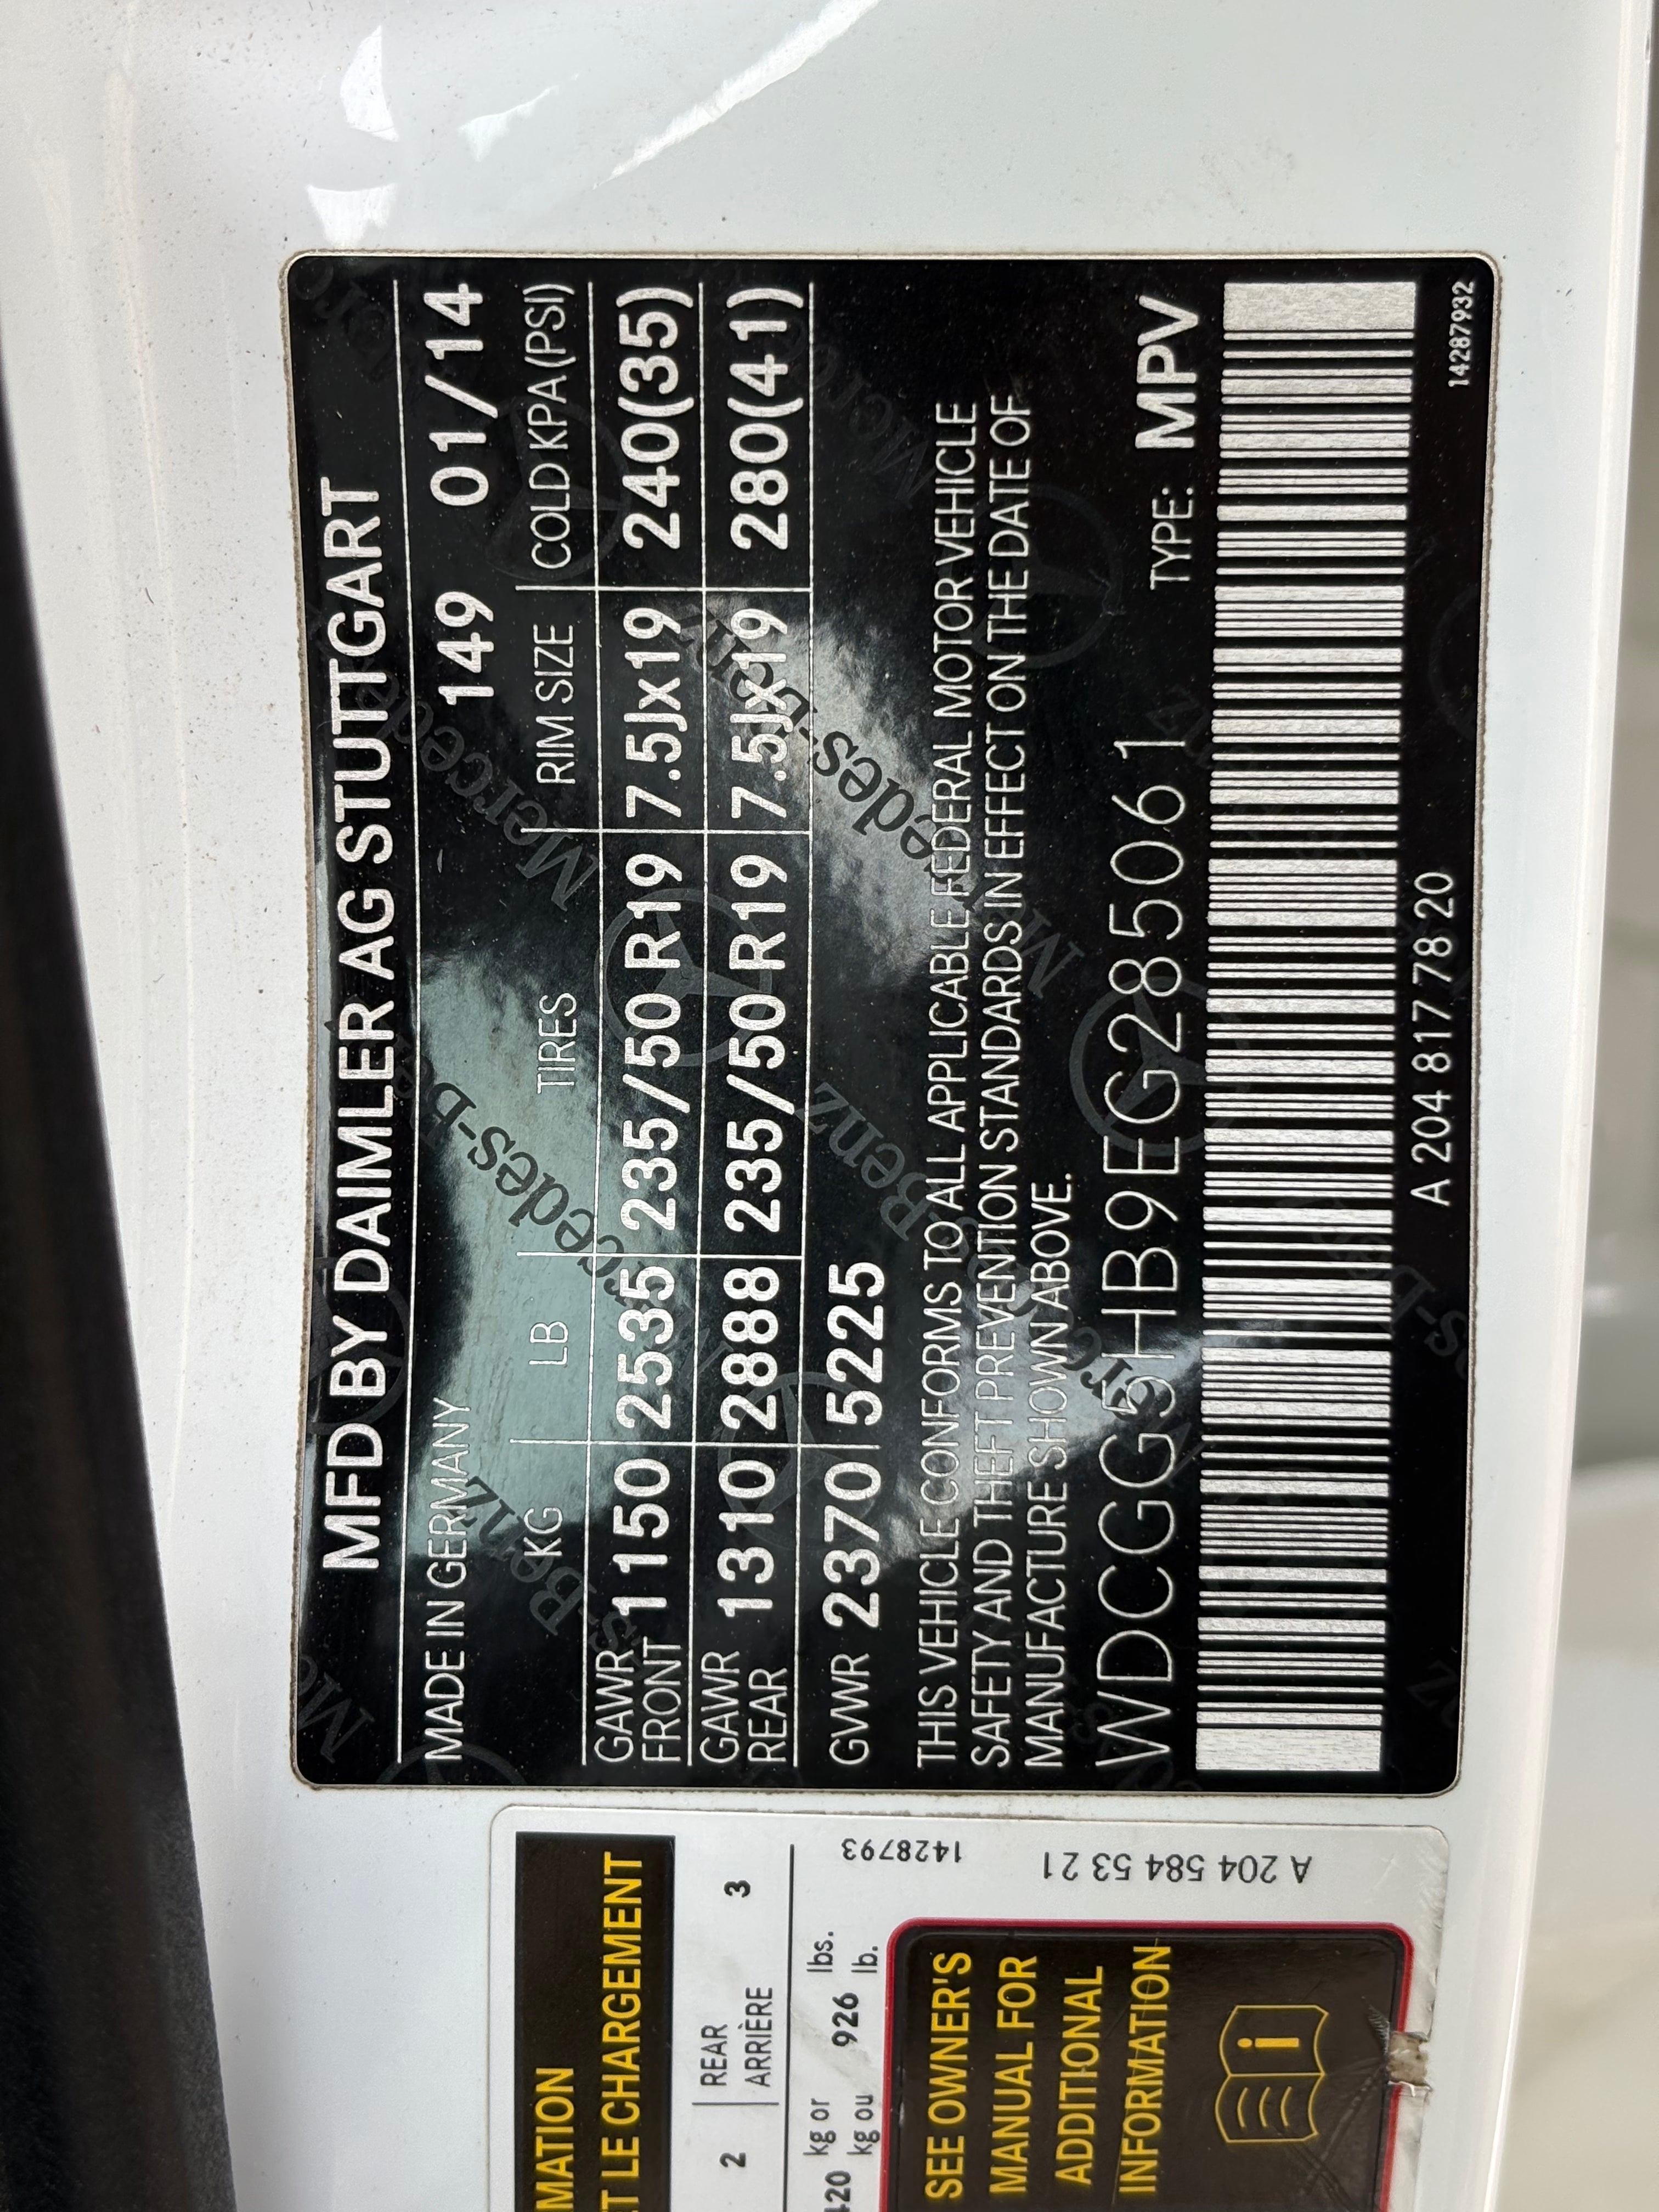 MFD BY DAIMLER AG STUTTGART
MADE IN GERMANY 149 01/14
KG LB TIRES RIM SIZE COLD KPA(PSI)
GAWR FRONT 1150 2535 235/50 R19 7.5Jx19 240(35)
GAWR REAR 1310 2888 235/50 R19 7.5Jx19 280(41)
GVWR 2370 5225
THIS VEHICLE CONFORMS TO ALL APPLICABLE FEDERAL MOTOR VEHICLE
SAFETY AND THEFT PREVENTION STANDARDS IN EFFECT ON THE DATE OF
MANUFACTURE SHOWN ABOVE.
WDCGG5HB9EG285061 TYPE: MPV
A 204 817 78 20
14287932
LE CHARGEMENT
2 REAR 3
ARRIÈRE
kg or 926 lbs.
kg ou lb.
1428793
A 204 584 53 21
SEE OWNER'S
MANUAL FOR
ADDITIONAL
INFORMATION
Mercedes-Benz